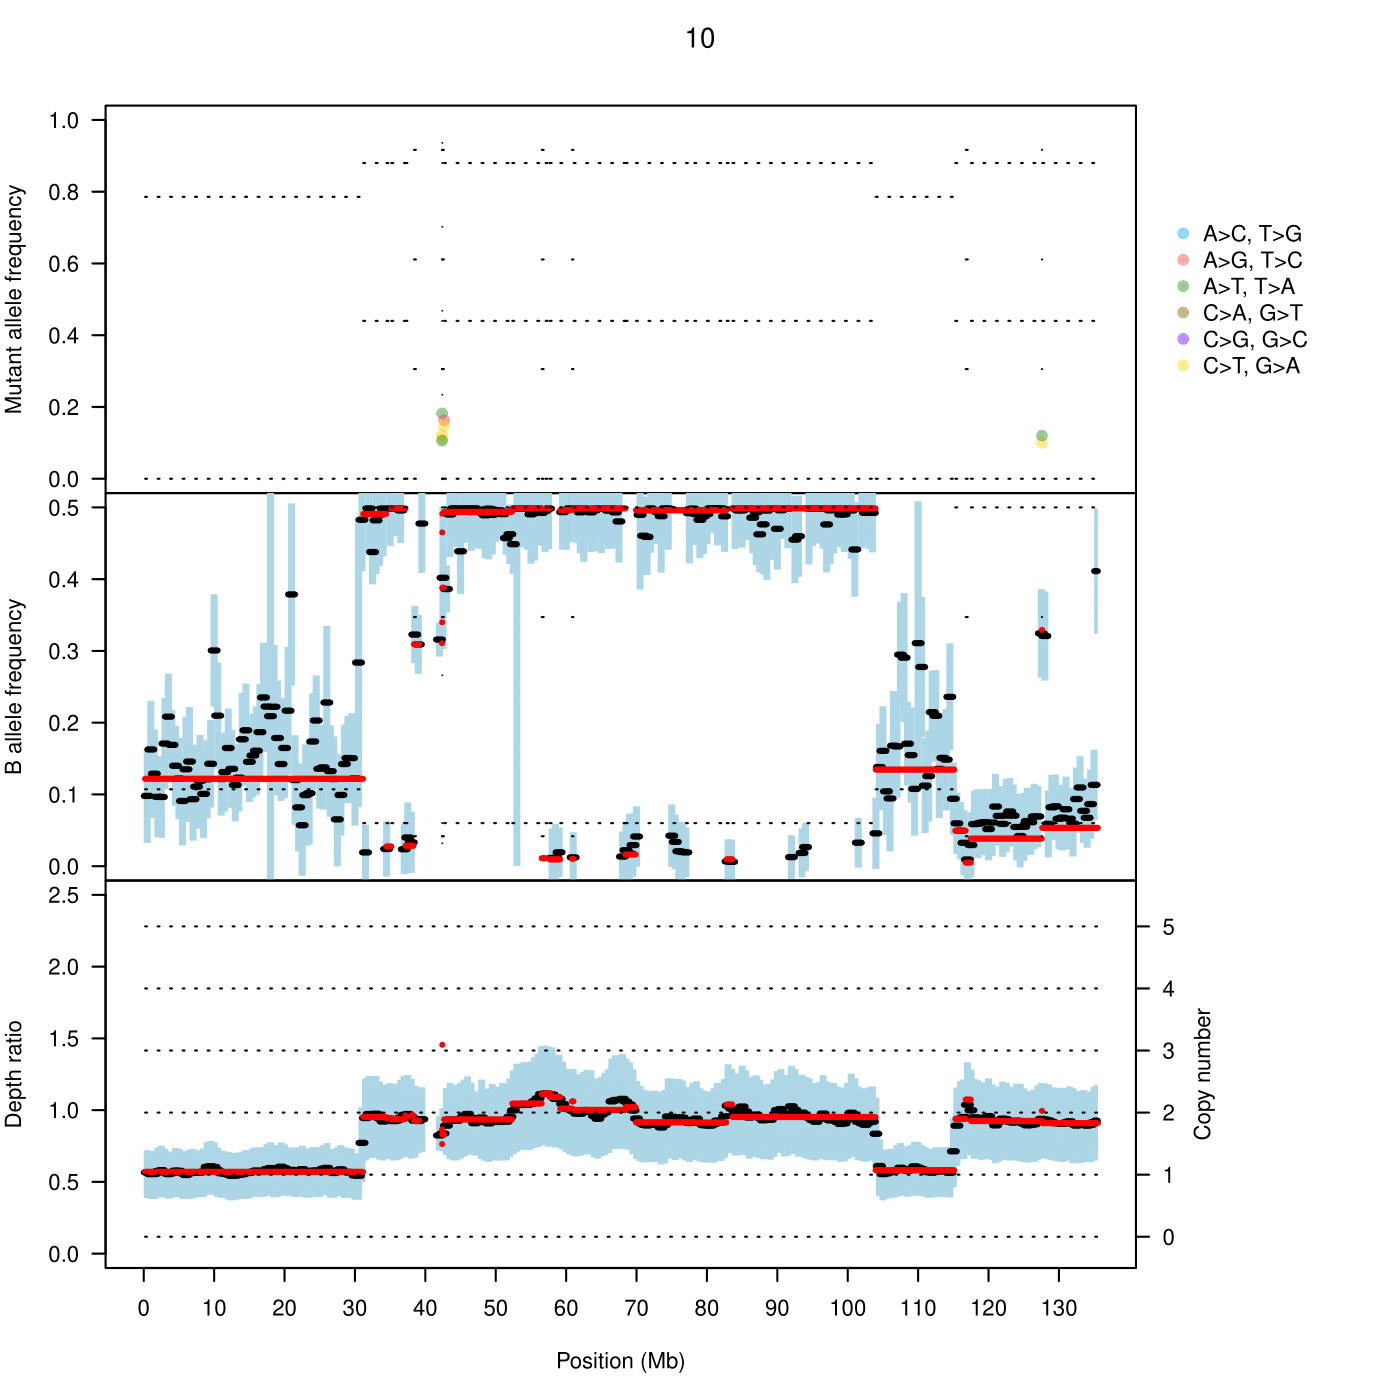 10
Mutant allele frequency
1.0
0.8
0.6
0.4
0.2
0.0
A>C, T>G
A>G, T>C
A>T, T>A
C>A, G>T
C>G, G>C
C>T, G>A
B allele frequency
0.5
0.4
0.3
0.2
0.1
0.0
Depth ratio
2.5
2.0
1.5
1.0
0.5
0.0
5
4
3
2
1
0
Copy number
0 10 20 30 40 50 60 70 80 90 100 110 120 130
Position (Mb)